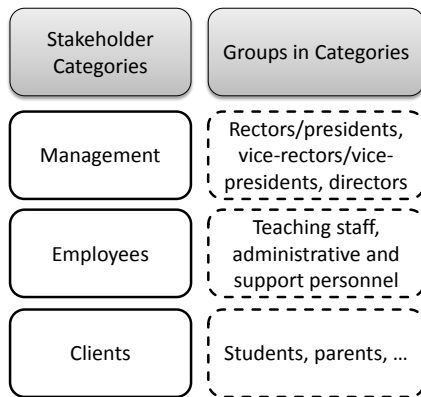 Stakeholder
Categories
Groups in Categories
Management
Rectors/presidents,
vice-rectors/vice-
presidents, directors
Employees
Teaching staff,
administrative and
support personnel
Clients
Students, parents, ...